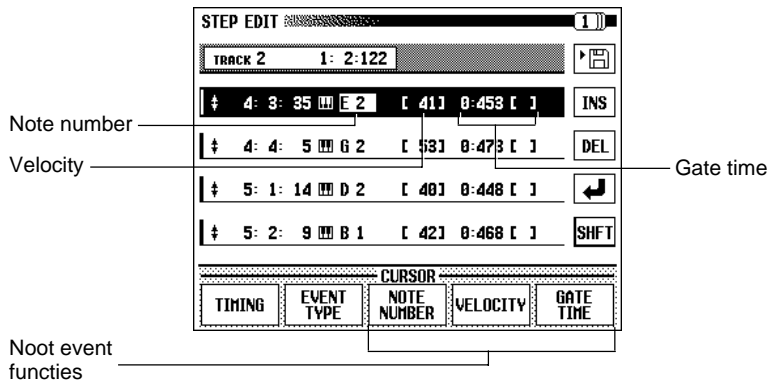 STEP EDIT 1
TRACK 2 1: 2:122
4: 3: 35 E 2 [ 41] 0:453 [ ] INS
Note number
4: 4: 5 G 2 [ 53] 0:473 [ ] DEL
Velocity
Gate time
5: 1: 14 D 2 [ 40] 0:448 [ ]
5: 2: 9 B 1 [ 42] 0:468 [ ] SHFT
CURSOR
TIMING EVENT TYPE NOTE NUMBER VELOCITY GATE TIME
Noot event
functies